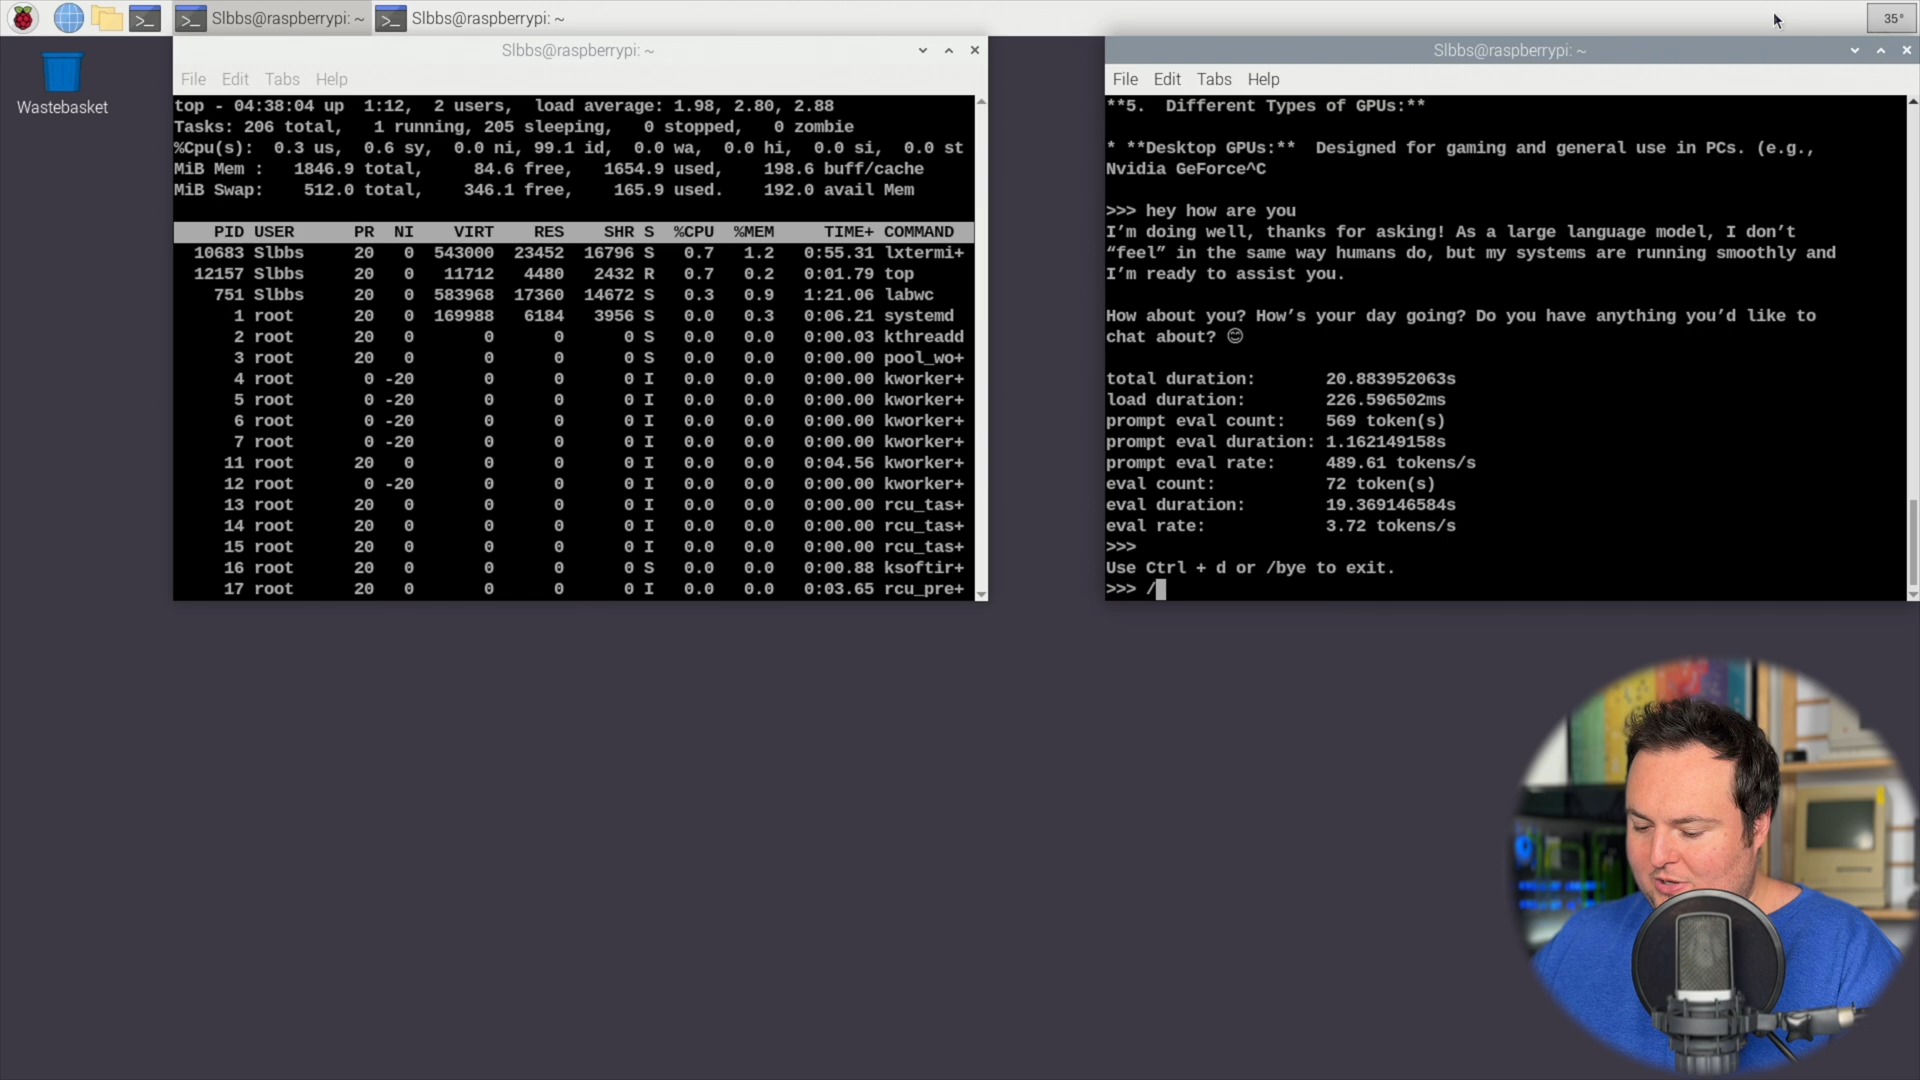 Slbbs@raspberrypi: ~
Slbbs@raspberrypi: ~
35°
Wastebasket
Slbbs@raspberrypi: ~
File Edit Tabs Help
top - 04:38:04 up  1:12,  2 users,  load average: 1.98, 2.80, 2.88
Tasks: 206 total,   1 running, 205 sleeping,   0 stopped,   0 zombie
%Cpu(s):  0.3 us,  0.6 sy,  0.0 ni, 99.1 id,  0.0 wa,  0.0 hi,  0.0 si,  0.0 st
MiB Mem :   1846.9 total,     84.6 free,   1654.9 used,    198.6 buff/cache
MiB Swap:    512.0 total,    346.1 free,    165.9 used.    192.0 avail Mem
PID USER PR NI VIRT RES SHR S %CPU %MEM TIME+ COMMAND
10683 Slbbs 20 0 543000 23452 16796 S 0.7 1.2 0:55.31 lxtermi+
12157 Slbbs 20 0 11712 4480 2432 R 0.7 0.2 0:01.79 top
751 Slbbs 20 0 583968 17360 14672 S 0.3 0.9 1:21.06 labwc
1 root 20 0 169988 6184 3956 S 0.0 0.3 0:06.21 systemd
2 root 20 0 0 0 0 S 0.0 0.0 0:00.03 kthreadd
3 root 20 0 0 0 0 S 0.0 0.0 0:00.00 pool_wo+
4 root 0 -20 0 0 0 I 0.0 0.0 0:00.00 kworker+
5 root 0 -20 0 0 0 I 0.0 0.0 0:00.00 kworker+
6 root 0 -20 0 0 0 I 0.0 0.0 0:00.00 kworker+
7 root 0 -20 0 0 0 I 0.0 0.0 0:00.00 kworker+
11 root 20 0 0 0 0 I 0.0 0.0 0:04.56 kworker+
12 root 0 -20 0 0 0 I 0.0 0.0 0:00.00 kworker+
13 root 20 0 0 0 0 I 0.0 0.0 0:00.00 rcu_tas+
14 root 20 0 0 0 0 I 0.0 0.0 0:00.00 rcu_tas+
15 root 20 0 0 0 0 I 0.0 0.0 0:00.00 rcu_tas+
16 root 20 0 0 0 0 S 0.0 0.0 0:00.88 ksoftir+
17 root 20 0 0 0 0 I 0.0 0.0 0:03.65 rcu_pre+
Slbbs@raspberrypi: ~
File Edit Tabs Help
**5.  Different Types of GPUs:**
* **Desktop GPUs:**  Designed for gaming and general use in PCs. (e.g.,
Nvidia GeForce^C
>>> hey how are you
I’m doing well, thanks for asking! As a large language model, I don’t
“feel” in the same way humans do, but my systems are running smoothly and
I’m ready to assist you.
How about you? How’s your day going? Do you have anything you’d like to
chat about? 😊
total duration:       20.883952063s
load duration:        226.596502ms
prompt eval count:    569 token(s)
prompt eval duration: 1.162149158s
prompt eval rate:     489.61 tokens/s
eval count:           72 token(s)
eval duration:        19.369146584s
eval rate:            3.72 tokens/s
>>>
Use Ctrl + d or /bye to exit.
>>> /